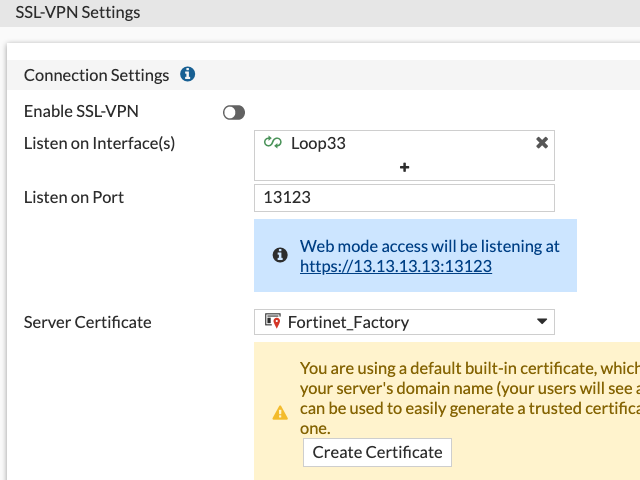 SSL-VPN Settings
Connection Settings
Enable SSL-VPN
Listen on Interface(s)
Loop33
Listen on Port
13123
Web mode access will be listening at
https://13.13.13.13:13123
Server Certificate
Fortinet_Factory
You are using a default built-in certificate, which
your server's domain name (your users will see a
can be used to easily generate a trusted certifica
one.
Create Certificate